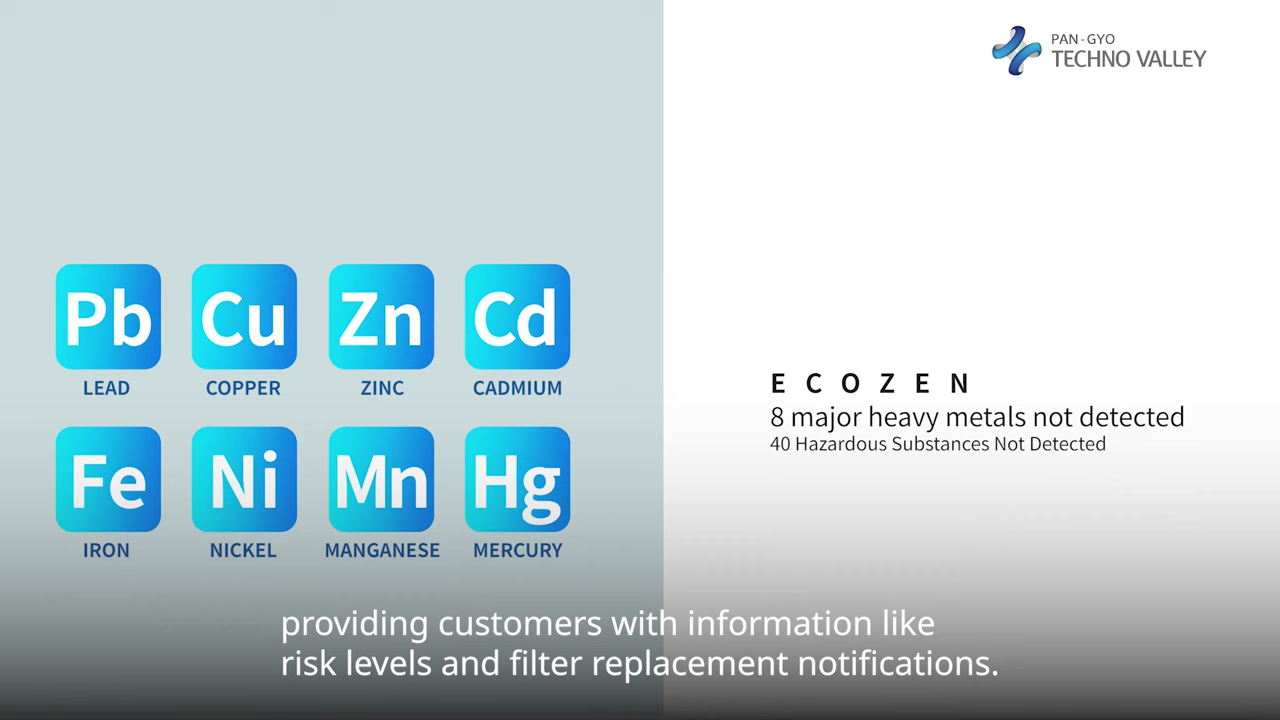 PAN-GYO
TECHNO VALLEY
Pb Cu Zn Cd
LEAD COPPER ZINC CADMIUM
Fe Ni Mn Hg
IRON NICKEL MANGANESE MERCURY
ECOZEN
8 major heavy metals not detected
40 Hazardous Substances Not Detected
providing customers with information like
risk levels and filter replacement notifications.